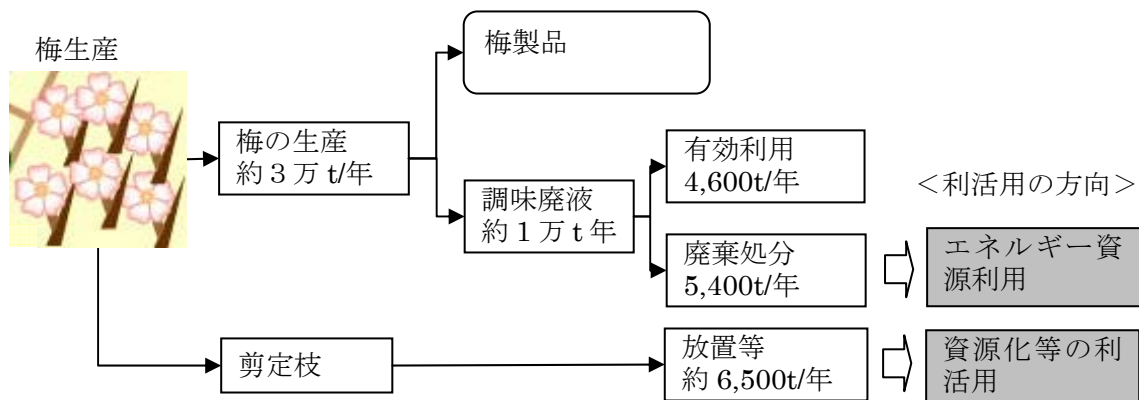 梅生産
梅製品
梅の生産
約３万 t/年
有効利用
4,600t/年
調味廃液
約１万ｔ年
＜利活用の方向＞
廃棄処分
5,400t/年
エネルギー資
源利用
剪定枝
放置等
約 6,500t/年
資源化等の利
活用